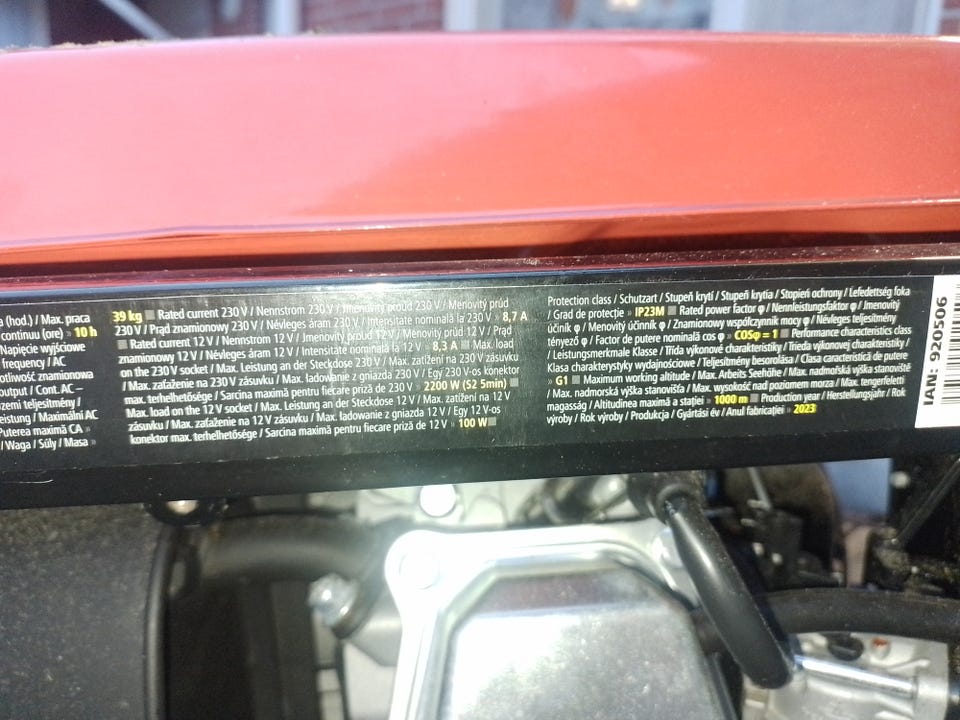 a (hod.) / Max. praca
continuu (ore) » 10 h
Napięcie wyjściowe
frequency / AC
otliwość znamionowa
output / Cont. AC –
zemi teljesítmény /
eistung / Maximální AC
Puterea maximă CA »
/ Waga / Súly / Masa »
39 kg Rated current 230 V / Nennstrom 230 V / Jmenovitý proud 230 V / Menovitý prúd
230 V / Prąd znamionowy 230 V / Névleges áram 230 V / Intensitate nominală la 230 V » 8,7 A
Rated current 12 V / Nennstrom 12 V / Jmenovitý proud 12 V / Menovitý prúd 12 V / Prąd
znamionowy 12 V / Névleges áram 12 V / Intensitate nominală la 12 V » 8,3 A Max. load
on the 230 V socket / Max. Leistung an der Steckdose 230 V / Max. zatížení na 230 V zásuvku
/ Max. zaťaženie na 230 V zásuvku / Max. ładowanie z gniazda 230 V / Egy 230 V-os konektor
max. terhelhetősége / Sarcina maximă pentru fiecare priză de 230 V » 2200 W (S2 5min)
Max. load on the 12 V socket / Max. Leistung an der Steckdose 12 V / Max. zatížení na 12 V
zásuvku / Max. zaťaženie na 12 V zásuvku / Max. ładowanie z gniazda 12 V / Egy 12 V-os
konektor max. terhelhetősége / Sarcina maximă pentru fiecare priză de 12 V » 100 W
Protection class / Schutzart / Stupeň krytí / Stupeň krytia / Stopień ochrony / Lefedettség foka
/ Grad de protecție » IP23M Rated power factor φ / Nennleistungsfaktor φ / Jmenovitý
účiník φ / Menovitý účinník φ / Znamionowy współczynnik mocy φ / Névleges teljesítmény
tényező φ / Factor de putere nominală cos φ » COSφ = 1 Performance characteristics class
/ Leistungsmerkmale Klasse / Třída výkonové charakteristiky / Trieda výkonovej charakteristiky /
Klasa charakterystyky wydajnościowe / Teljesítmény besorolása / Clasa caracteristică de putere
» G1 Maximum working altitude / Max. Arbeits Seehöhe / Max. nadmořská výška stanioviště
/ Max. nadmorská výška stanovišťa / Max. wysokość nad poziomem morza / Max. tengerfeletti
magasság / Altitudinea maximă a stației » 1000 m Production year / Herstellungsjahr / Rok
výroby / Rok výroby / Produkcja / Gyártási év / Anul fabricației » 2023
IAN: 920506